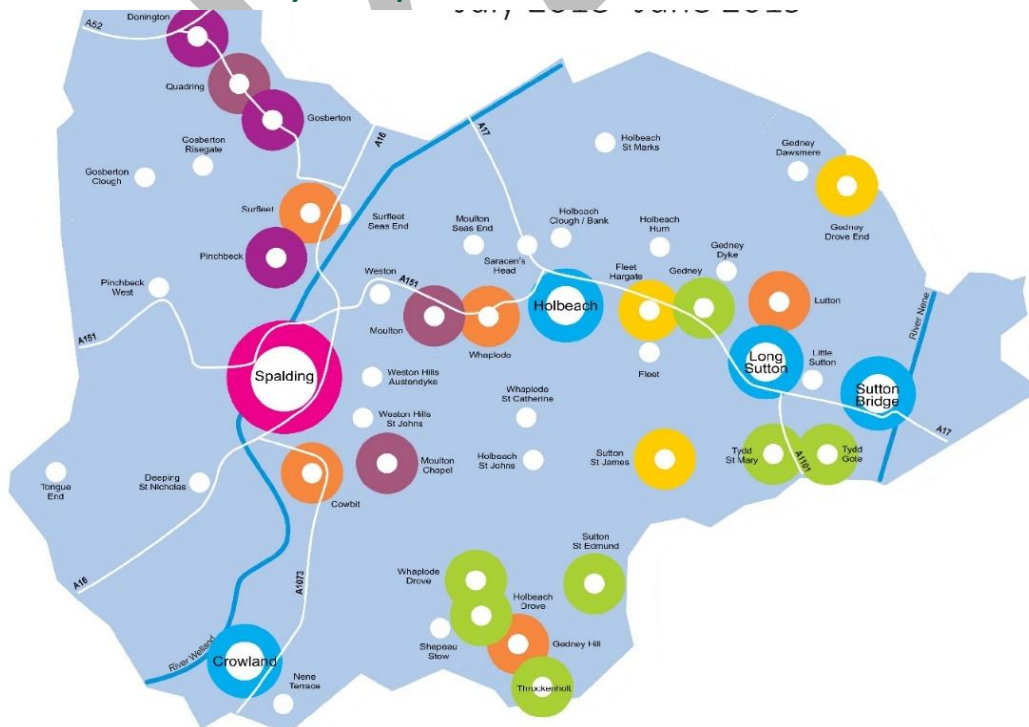 Donington
A52
Quadring
Gosberton
A16
A17
Gosberton
Risegate
Gosberton
Clough
Holbeach
St Marks
Gedney
Dawsmere
Gedney
Drove End
Surfleet
Surfleet
Seas End
Moulton
Seas End
Holbeach
Clough / Bank
Holbeach
Hurn
Gedney
Dyke
Saracen's
Head
Pinchbeck
Pinchbeck
West
Weston
A151
Fleet
Hargate
Gedney
Holbeach
Lutton
River Nene
Moulton
Whaplode
A151
Spalding
Weston Hills
Austendyke
Fleet
Long
Sutton
Little
Sutton
Sutton
Bridge
Whaplode
St Catherine
Weston Hills
St Johns
A17
Moulton
Chapel
Holbeach
St Johns
Sutton
St James
Tydd
St Mary
A1101
Tydd
Gote
Tongue
End
Deeping
St Nicholas
Cowbit
Sutton
St Edmund
A16
A1073
Whaplode
Drove
Holbeach
Drove
Shepeau
Stow
Gedney Hill
River Welland
Crowland
Nene
Terrace
Throckenholt